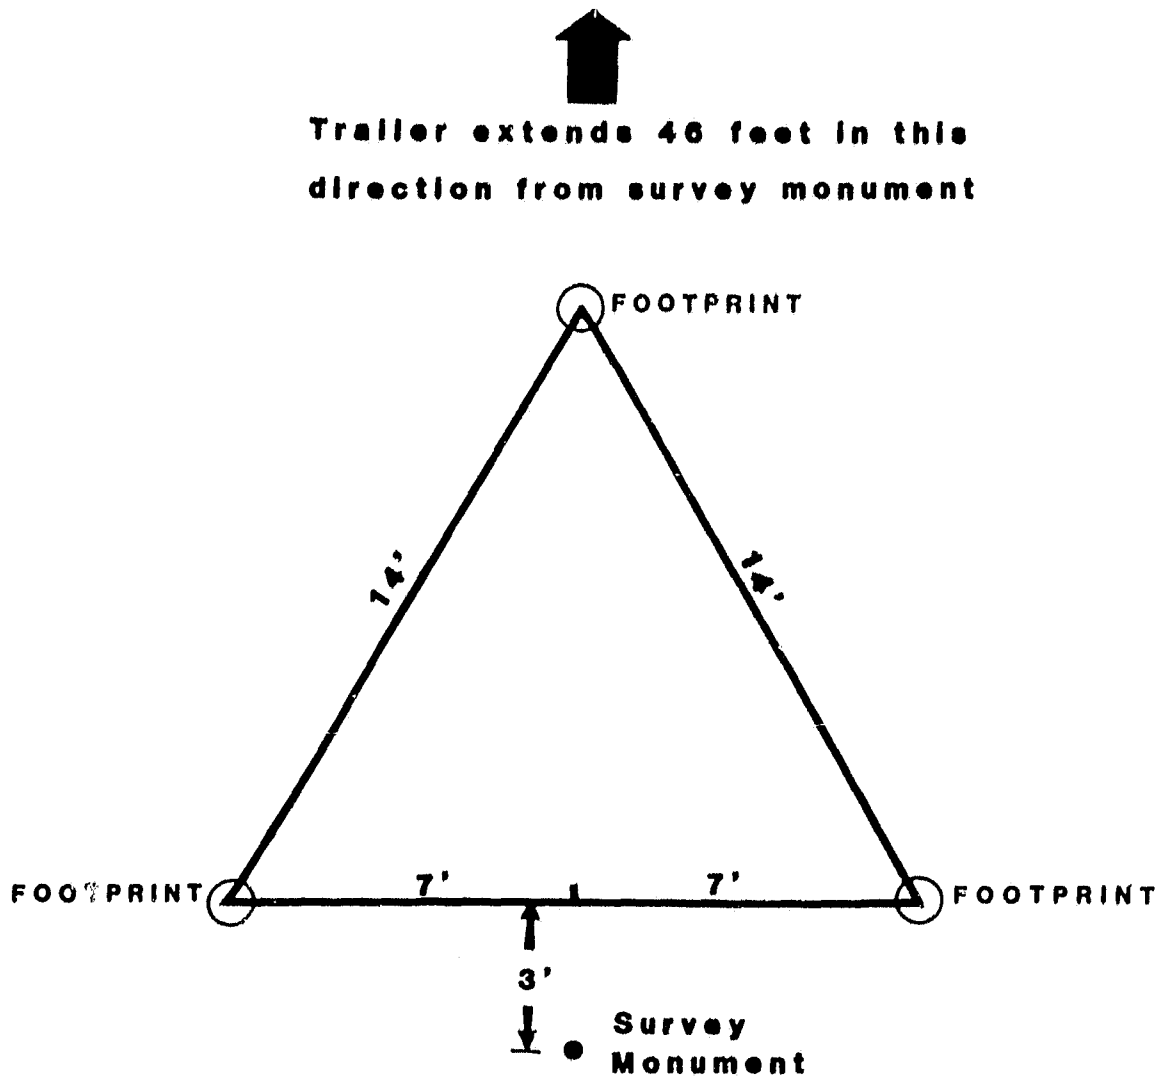 Trailer extends 46 feet in this
direction from survey monument
FOOTPRINT
14'
14'
FOOTPRINT
7'
7'
FOOTPRINT
3'
Survey
Monument